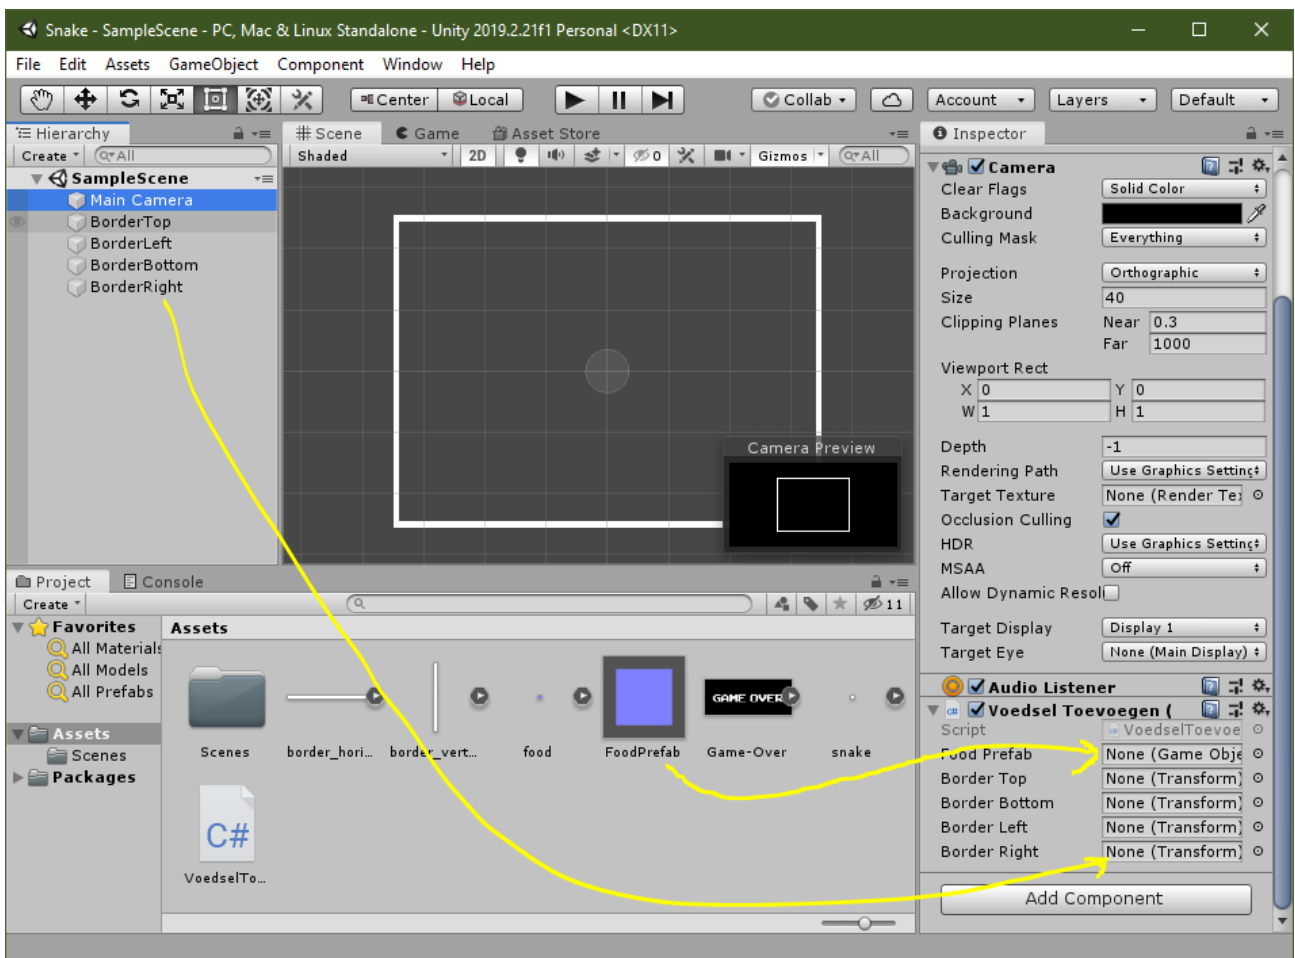 Snake - SampleScene - PC, Mac & Linux Standalone - Unity 2019.2.21f1 Personal <DX11>
File Edit Assets GameObject Component Window Help
Center Local Collab Account Layers Default
Hierarchy
Create All
SampleScene
Main Camera
BorderTop
BorderLeft
BorderBottom
BorderRight
Scene Game Asset Store
Shaded 2D 0 Gizmos All
Camera Preview
Project Console
Create 11
Favorites
All Materials
All Models
All Prefabs
Assets
Scenes
Packages
Assets
Scenes border_hori... border_vert... food FoodPrefab Game-Over snake
GAME OVER
C#
VoedselTo...
Inspector
Camera
Clear Flags Solid Color
Background
Culling Mask Everything
Projection Orthographic
Size 40
Clipping Planes Near 0.3
Far 1000
Viewport Rect
X 0 Y 0
W 1 H 1
Depth -1
Rendering Path Use Graphics Setting
Target Texture None (Render Te
Occlusion Culling
HDR Use Graphics Setting
MSAA Off
Allow Dynamic Resol
Target Display Display 1
Target Eye None (Main Display)
Audio Listener
C# Voedsel Toevoegen (
Script VoedselToevoe
Food Prefab None (Game Obje
Border Top None (Transform)
Border Bottom None (Transform)
Border Left None (Transform)
Border Right None (Transform)
Add Component